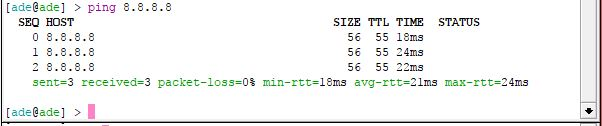 [ade@ade] > ping 8.8.8.8
SEQ HOST SIZE TTL TIME STATUS
0 8.8.8.8 56 55 18ms
1 8.8.8.8 56 55 24ms
2 8.8.8.8 56 55 22ms
sent=3 received=3 packet-loss=0% min-rtt=18ms avg-rtt=21ms max-rtt=24ms
[ade@ade] >